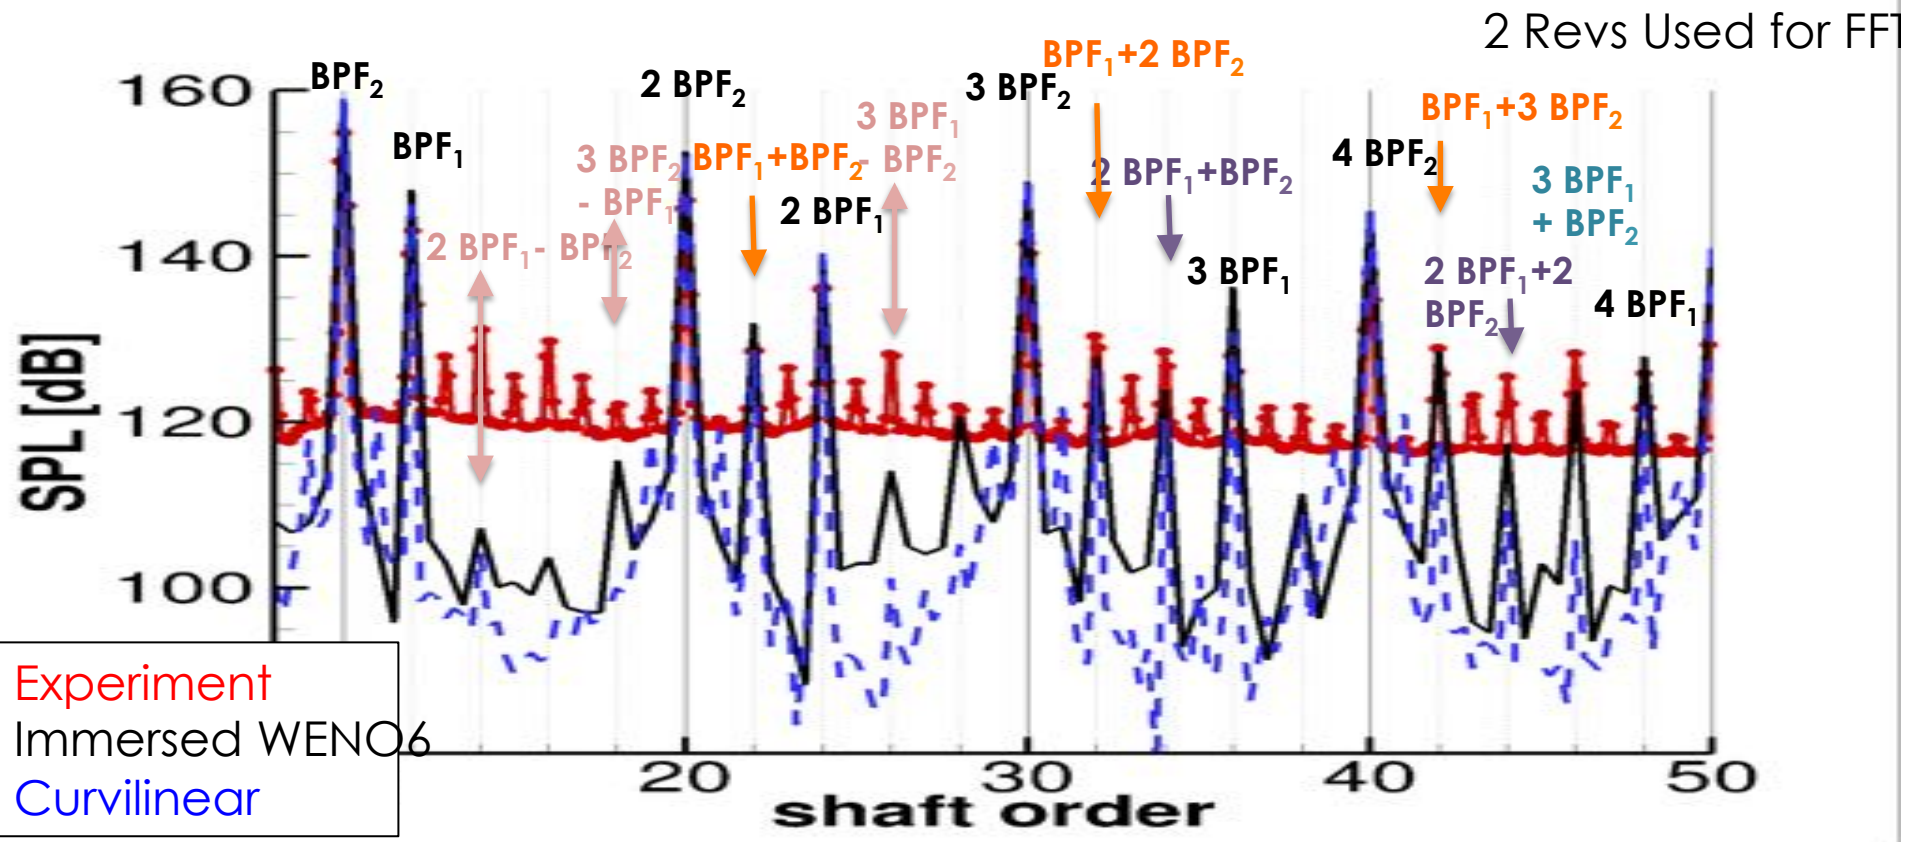 2 Revs Used for FFT
BPF₁+2 BPF₂
BPF₂
2 BPF₂
3 BPF₂
160
BPF₁+3 BPF₂
3 BPF₁
- BPF₂
BPF₁
4 BPF₂
3 BPF₂
- BPF₁
BPF₁+BPF₂
2 BPF₁+BPF₂
3 BPF₁
+ BPF₂
2 BPF₁
2 BPF₁- BPF₂
140
3 BPF₁
2 BPF₁+2
BPF₂
4 BPF₁
SPL [dB]
120
100
Experiment
Immersed WENO6
Curvilinear
20
30
40
50
shaft order